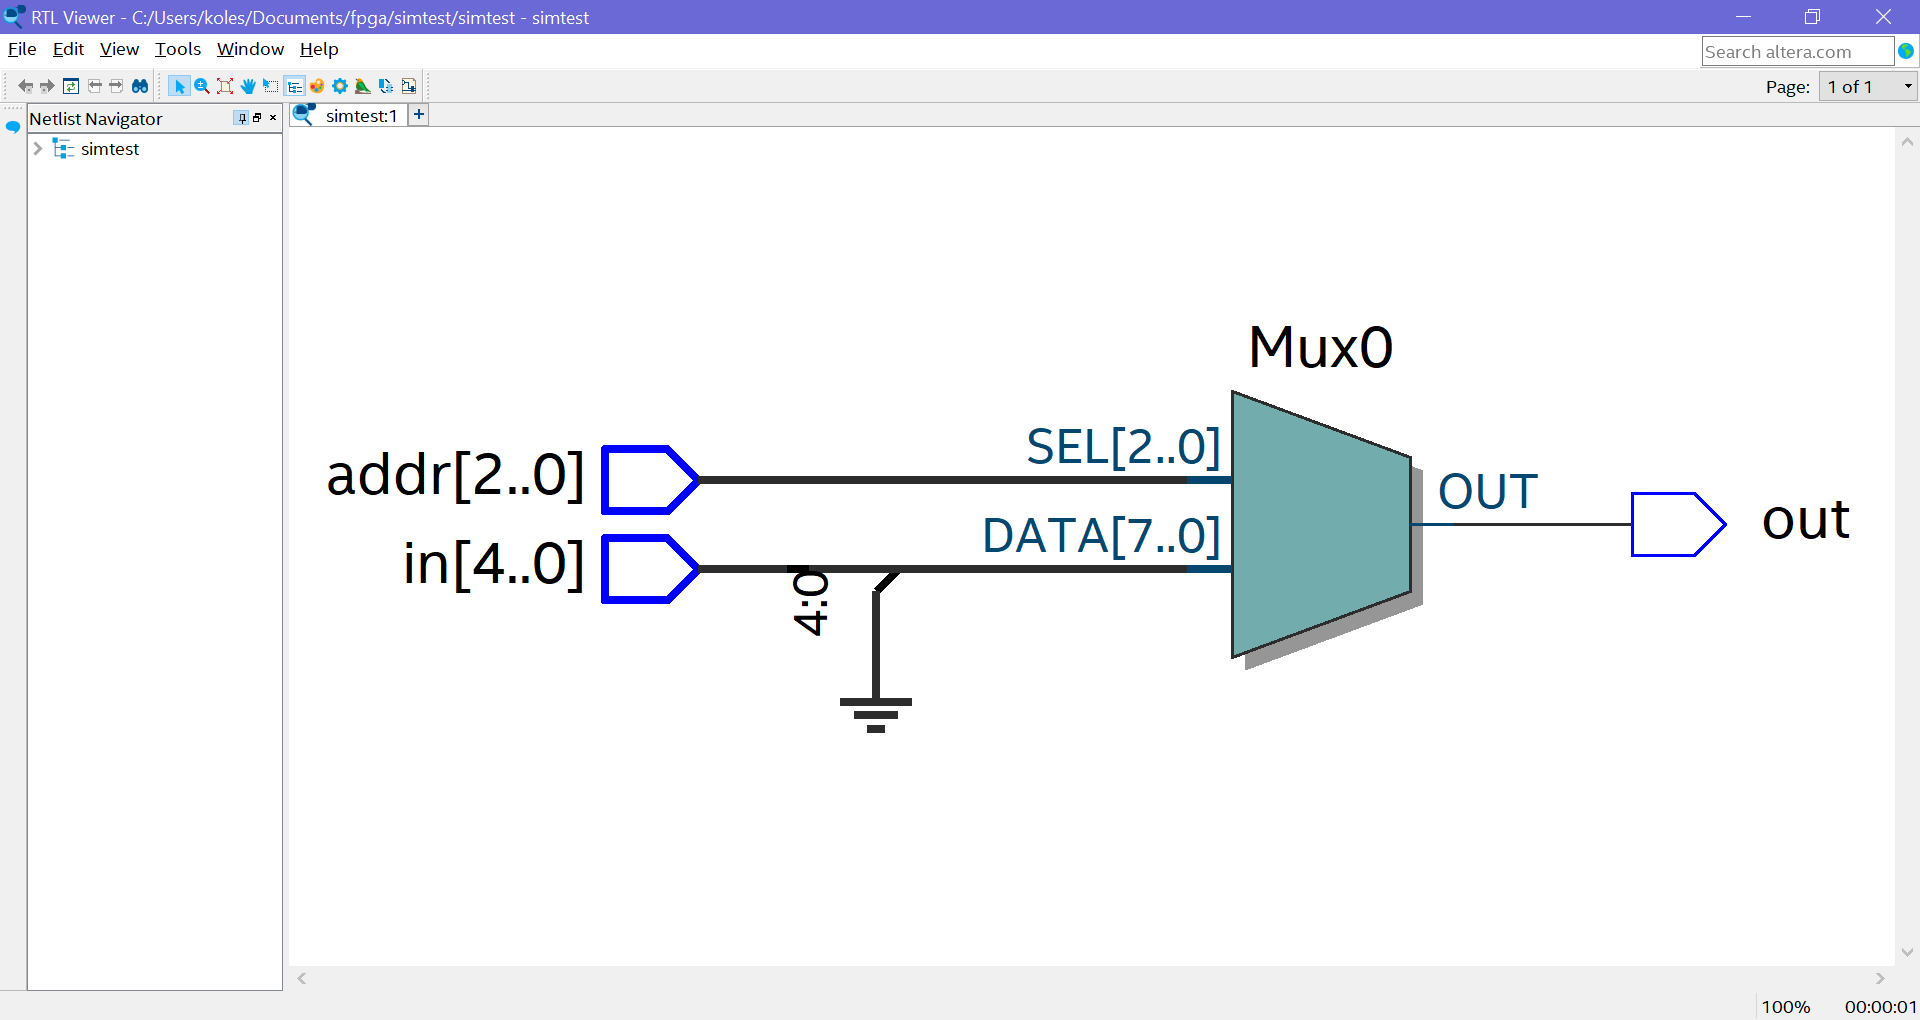 RTL Viewer - C:/Users/koles/Documents/fpga/simtest/simtest - simtest
File Edit View Tools Window Help
Search altera.com
Page: 1 of 1
Netlist Navigator
simtest:1 +
simtest
Mux0
SEL[2..0]
addr[2..0]
OUT
out
DATA[7..0]
in[4..0]
4:0
100% 00:00:01